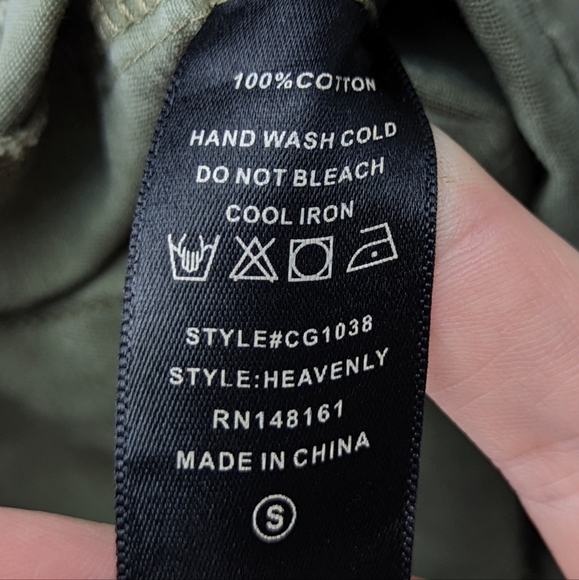 100%COTTON
HAND WASH COLD
DO NOT BLEACH
COOL IRON
STYLE#CG1038
STYLE:HEAVENLY
RN148161
MADE IN CHINA
S